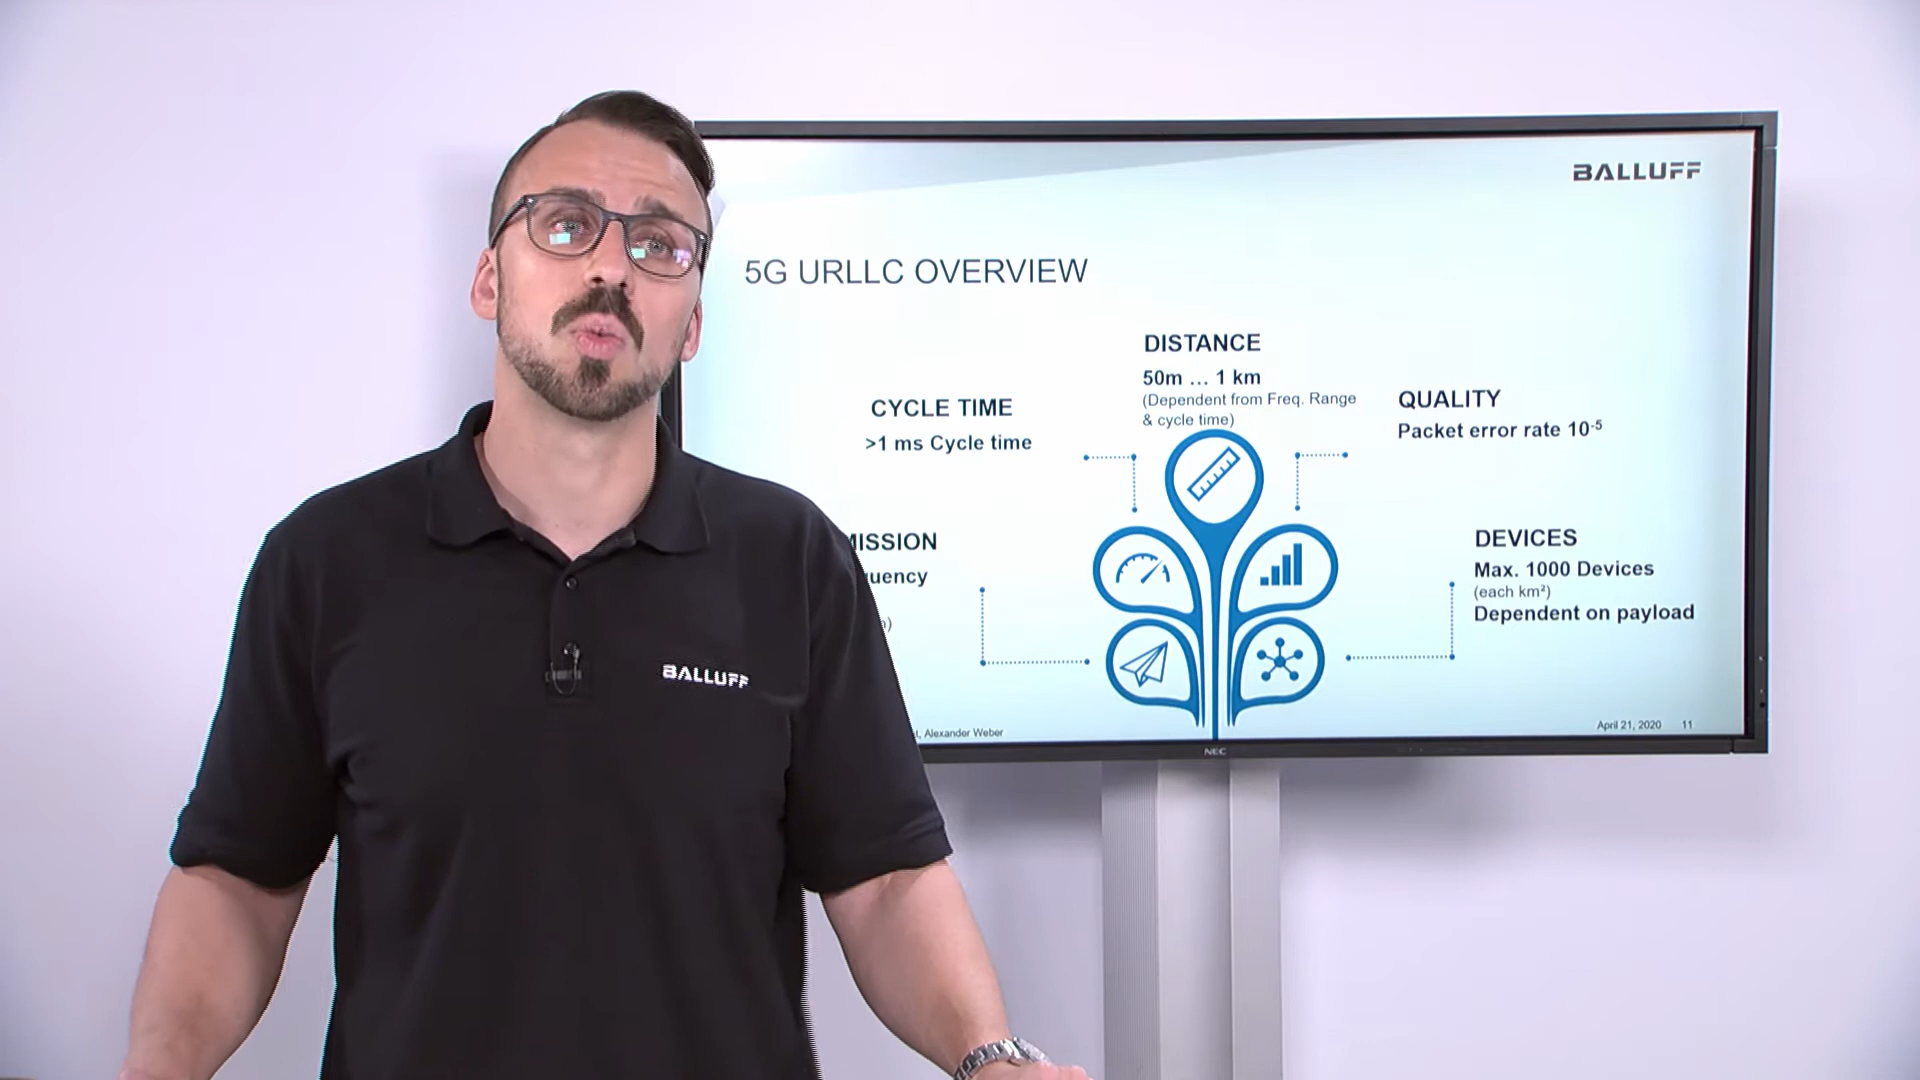 BALLUFF
5G URLLC OVERVIEW
DISTANCE
50m ... 1 km
(Dependent from Freq. Range
& cycle time)
CYCLE TIME
>1 ms Cycle time
QUALITY
Packet error rate 10⁻⁵
DEVICES
Max. 1000 Devices
(each km²)
Dependent on payload
Alexander Weber
April 21, 2020 11
NEC
BALLUFF